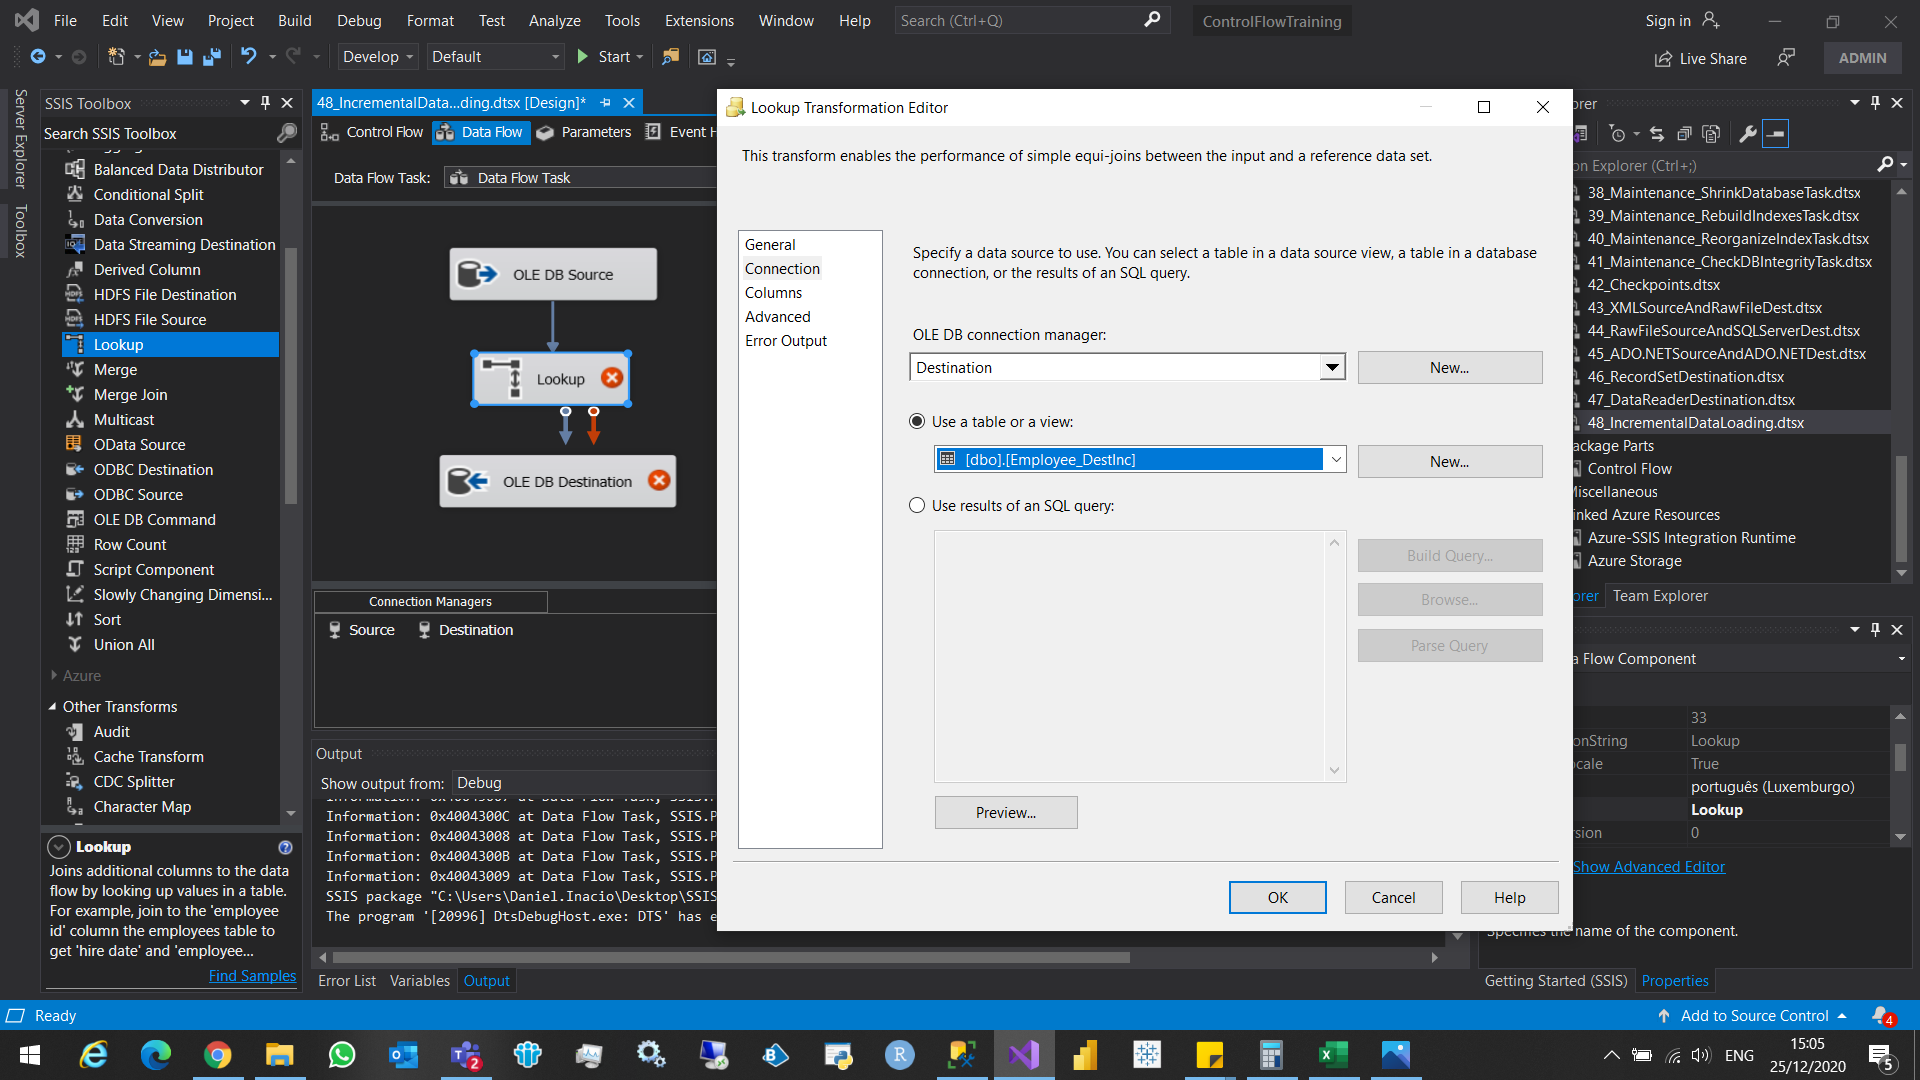 File Edit View Project Build Debug Format Test Analyze Tools Extensions Window Help Search (Ctrl+Q) ControlFlowTraining Sign in
Develop Default Start Live Share ADMIN
Server Explorer
Toolbox
SSIS Toolbox
Search SSIS Toolbox
Balanced Data Distributor
Conditional Split
Data Conversion
Data Streaming Destination
Derived Column
HDFS File Destination
HDFS File Source
Lookup
Merge
Merge Join
Multicast
OData Source
ODBC Destination
ODBC Source
OLE DB Command
Row Count
Script Component
Slowly Changing Dimensi...
Sort
Union All
Azure
Other Transforms
Audit
Cache Transform
CDC Splitter
Character Map
Lookup
Joins additional columns to the data
flow by looking up values in a table.
For example, join to the 'employee
id' column the employees table to
get 'hire date' and 'employee...
Find Samples
48_IncrementalData...ding.dtsx [Design]*
Control Flow Data Flow Parameters Event H
Data Flow Task: Data Flow Task
OLE DB Source
Lookup
OLE DB Destination
Connection Managers
Source Destination
Output
Show output from: Debug
Information: 0x4004300C at Data Flow Task, SSIS.P
Information: 0x40043008 at Data Flow Task, SSIS.P
Information: 0x4004300B at Data Flow Task, SSIS.P
Information: 0x40043009 at Data Flow Task, SSIS.P
SSIS package "C:\Users\Daniel.Inacio\Desktop\SSIS
The program '[20996] DtsDebugHost.exe: DTS' has e
Error List Variables Output
Lookup Transformation Editor
This transform enables the performance of simple equi-joins between the input and a reference data set.
General
Connection
Columns
Advanced
Error Output
Specify a data source to use. You can select a table in a data source view, a table in a database
connection, or the results of an SQL query.
OLE DB connection manager:
Destination New...
Use a table or a view:
[dbo].[Employee_DestInc] New...
Use results of an SQL query:
Build Query...
Browse...
Parse Query
Preview...
OK Cancel Help
orer
on Explorer (Ctrl+;)
38_Maintenance_ShrinkDatabaseTask.dtsx
39_Maintenance_RebuildIndexesTask.dtsx
40_Maintenance_ReorganizeIndexTask.dtsx
41_Maintenance_CheckDBIntegrityTask.dtsx
42_Checkpoints.dtsx
43_XMLSourceAndRawFileDest.dtsx
44_RawFileSourceAndSQLServerDest.dtsx
45_ADO.NETSourceAndADO.NETDest.dtsx
46_RecordSetDestination.dtsx
47_DataReaderDestination.dtsx
48_IncrementalDataLoading.dtsx
ackage Parts
Control Flow
iscellaneous
inked Azure Resources
Azure-SSIS Integration Runtime
Azure Storage
orer Team Explorer
a Flow Component
33
onString Lookup
cale True
português (Luxemburgo)
Lookup
rsion 0
Show Advanced Editor
Specifies the name of the component.
Getting Started (SSIS) Properties
Ready Add to Source Control 4
2 ENG 15:05
25/12/2020 5